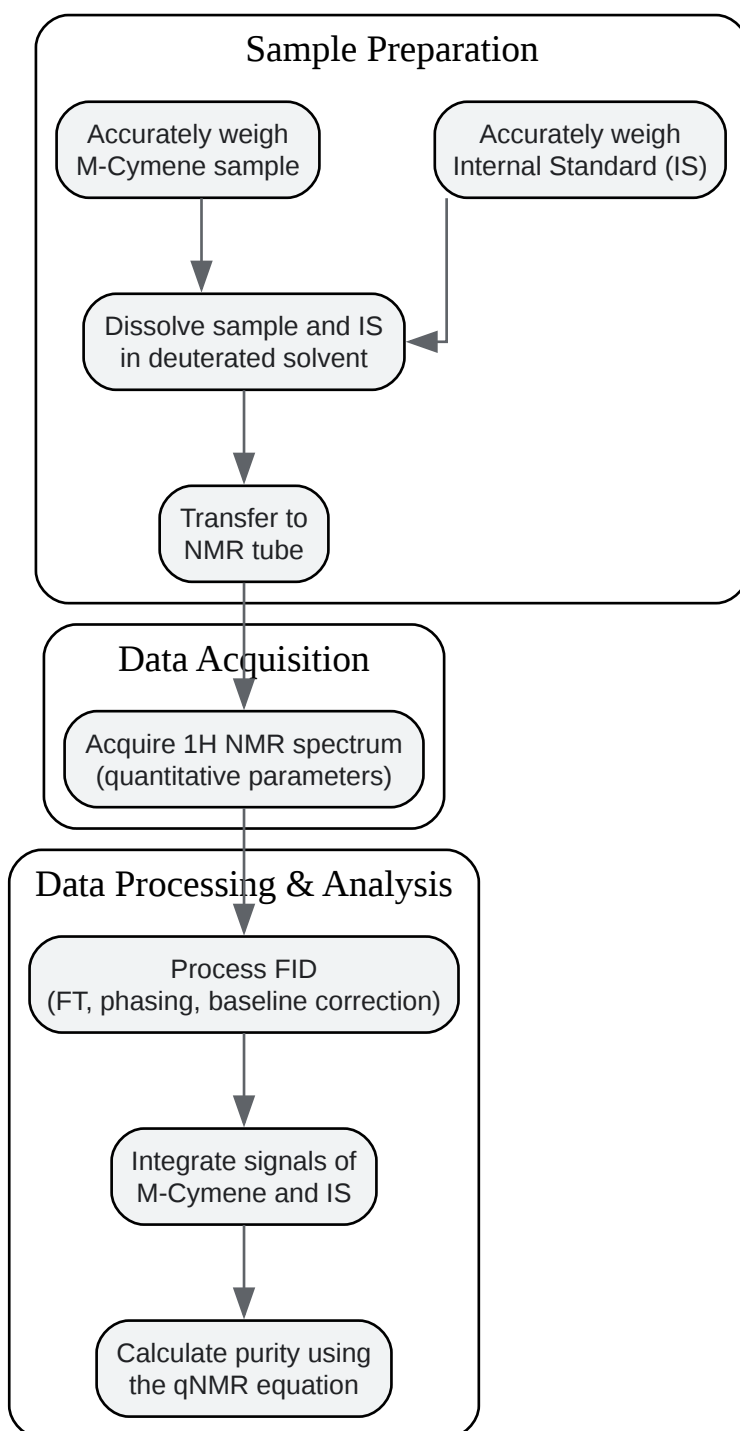 Sample Preparation
Accurately weigh
M-Cymene sample
Accurately weigh
Internal Standard (IS)
Dissolve sample and IS
in deuterated solvent
Transfer to
NMR tube
Data Acquisition
Acquire 1H NMR spectrum
(quantitative parameters)
Data Processing & Analysis
Process FID
(FT, phasing, baseline correction)
Integrate signals of
M-Cymene and IS
Calculate purity using
the qNMR equation